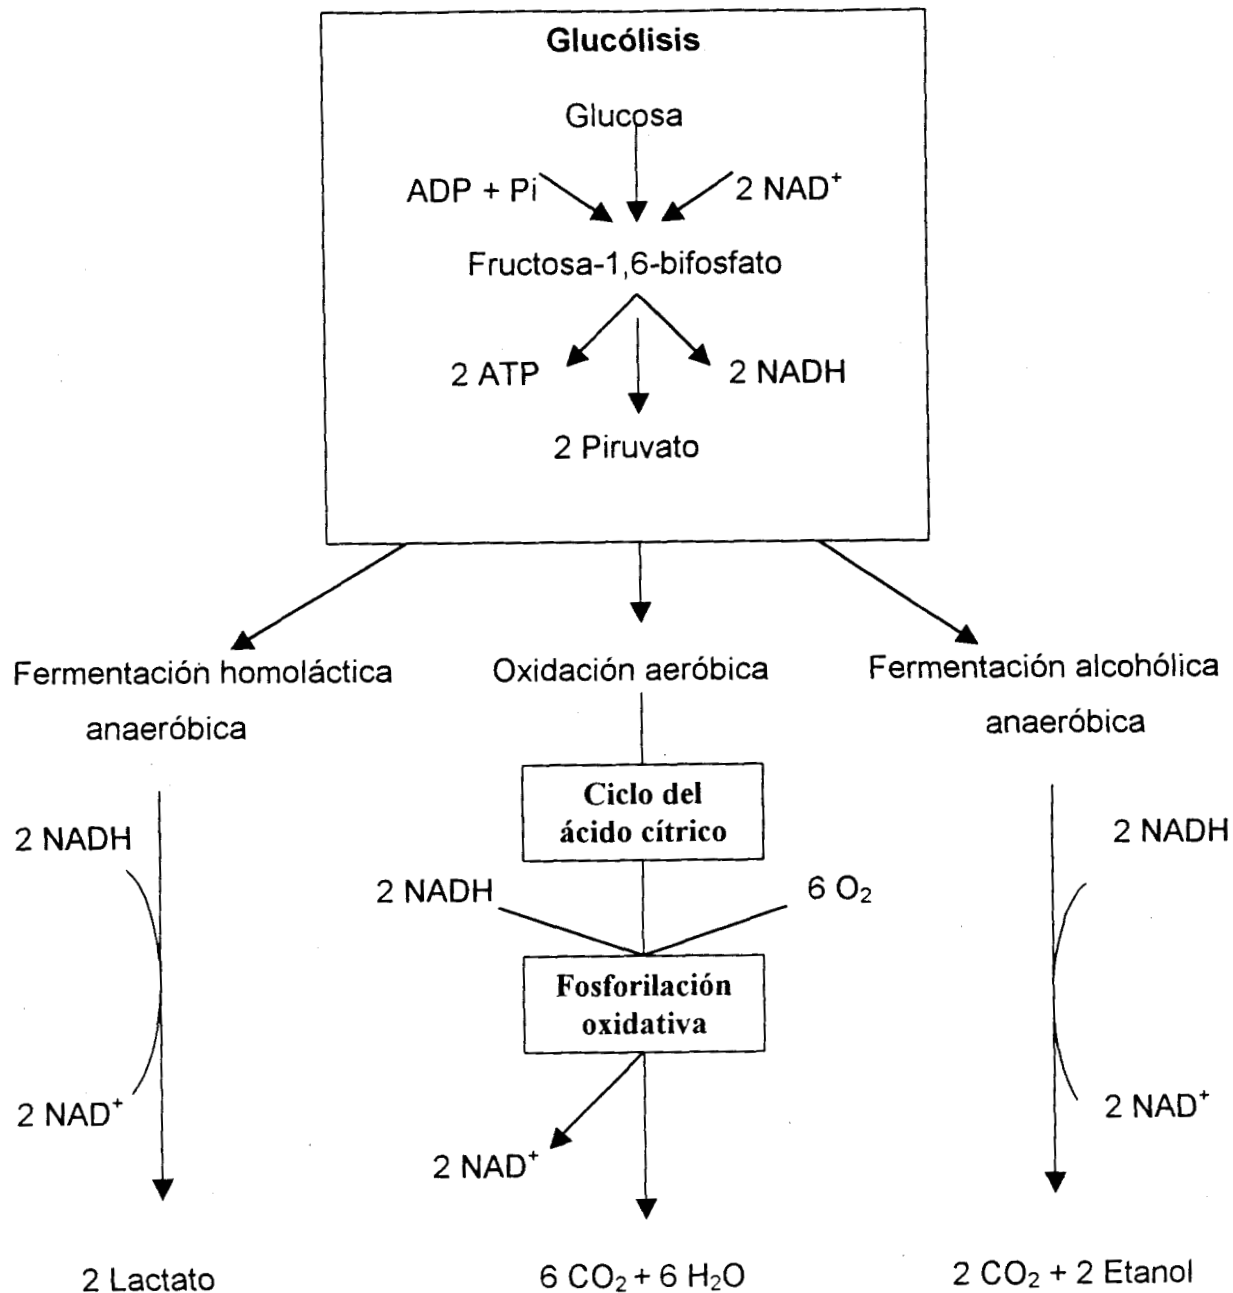 Glucólisis
Glucosa
ADP + Pi
2 NAD⁺
Fructosa-1,6-bifosfato
2 ATP
2 NADH
2 Piruvato
Fermentación homoláctica
anaeróbica
Oxidación aeróbica
Fermentación alcohólica
anaeróbica
2 NADH
2 NAD⁺
2 Lactato
Ciclo del
ácido cítrico
2 NADH
6 O₂
Fosforilación
oxidativa
2 NAD⁺
6 CO₂ + 6 H₂O
2 NADH
2 NAD⁺
2 CO₂ + 2 Etanol